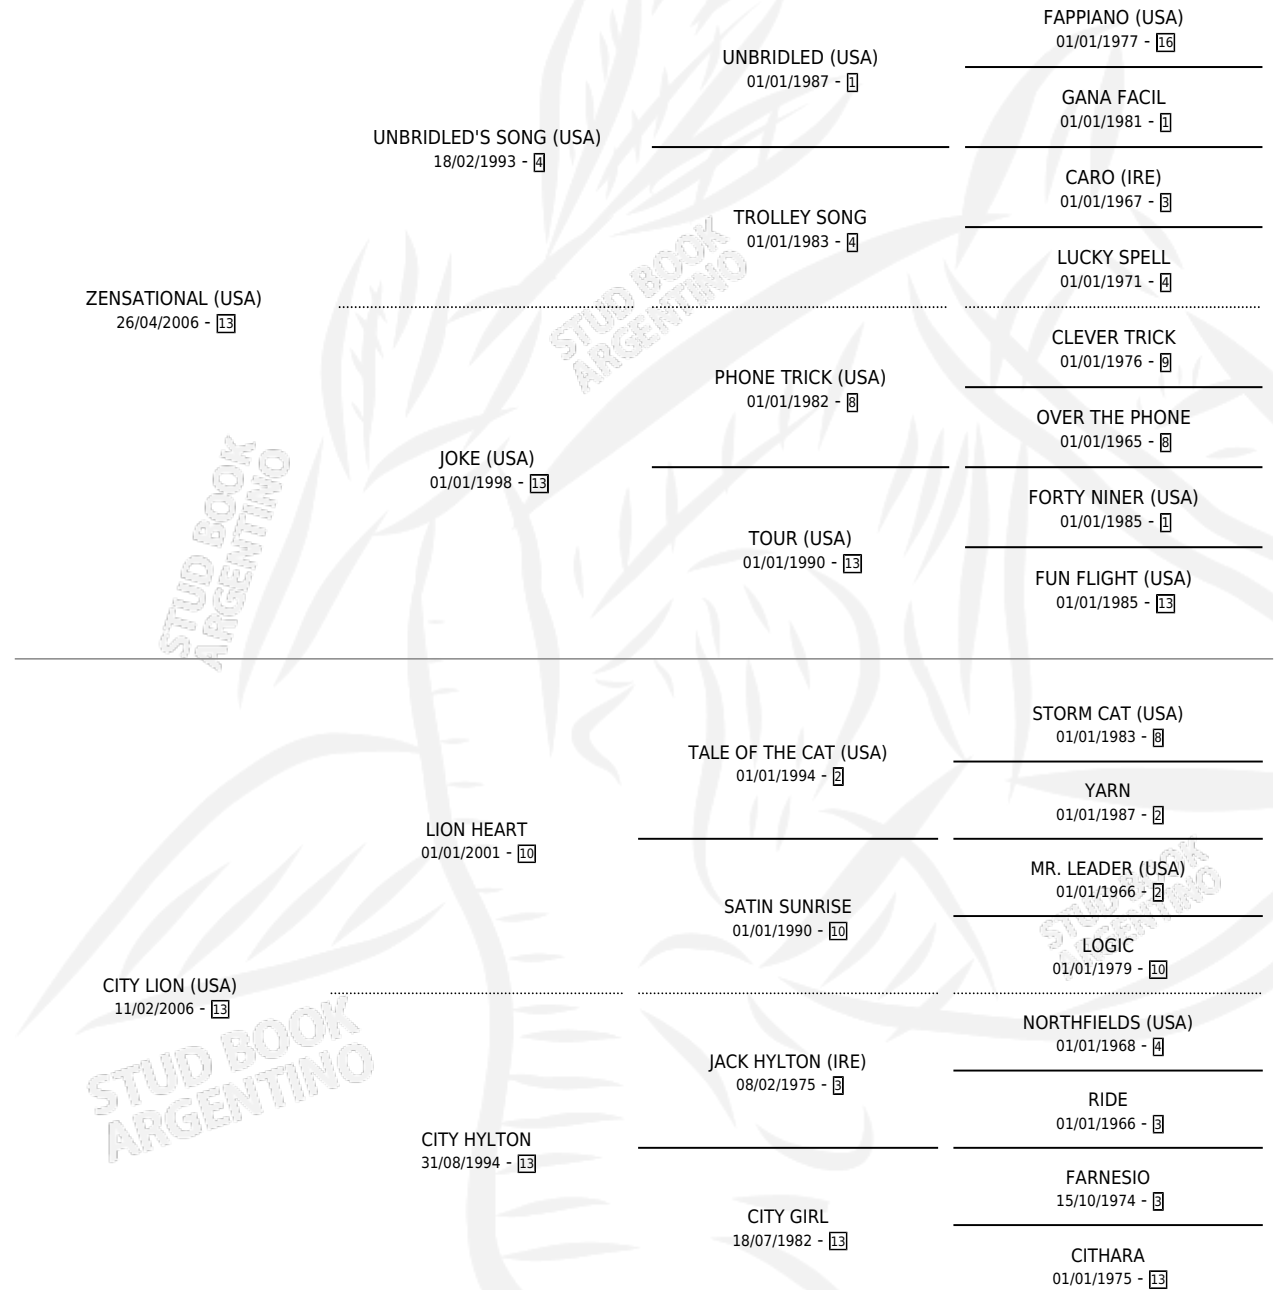 FAPPIANO (USA)
01/01/1977 - 16
UNBRIDLED (USA)
01/01/1987 - 1
GANA FACIL
01/01/1981 - 1
UNBRIDLED'S SONG (USA)
18/02/1993 - 4
CARO (IRE)
01/01/1967 - 3
TROLLEY SONG
01/01/1983 - 4
LUCKY SPELL
01/01/1971 - 4
ZENSATIONAL (USA)
26/04/2006 - 13
CLEVER TRICK
01/01/1976 - 9
PHONE TRICK (USA)
01/01/1982 - 8
OVER THE PHONE
01/01/1965 - 8
JOKE (USA)
01/01/1998 - 13
FORTY NINER (USA)
01/01/1985 - 1
TOUR (USA)
01/01/1990 - 13
FUN FLIGHT (USA)
01/01/1985 - 13
STORM CAT (USA)
01/01/1983 - 8
TALE OF THE CAT (USA)
01/01/1994 - 2
YARN
01/01/1987 - 2
LION HEART
01/01/2001 - 10
MR. LEADER (USA)
01/01/1966 - 2
SATIN SUNRISE
01/01/1990 - 10
LOGIC
01/01/1979 - 10
CITY LION (USA)
11/02/2006 - 13
NORTHFIELDS (USA)
01/01/1968 - 4
JACK HYLTON (IRE)
08/02/1975 - 3
RIDE
01/01/1966 - 3
CITY HYLTON
31/08/1994 - 13
FARNESIO
15/10/1974 - 3
CITY GIRL
18/07/1982 - 13
CITHARA
01/01/1975 - 13
STUD BOOK
ARGENTINO
STUD BOOK
ARGENTINO
STUD BOOK
ARGENTINO
STUD BOOK
ARGENTINO